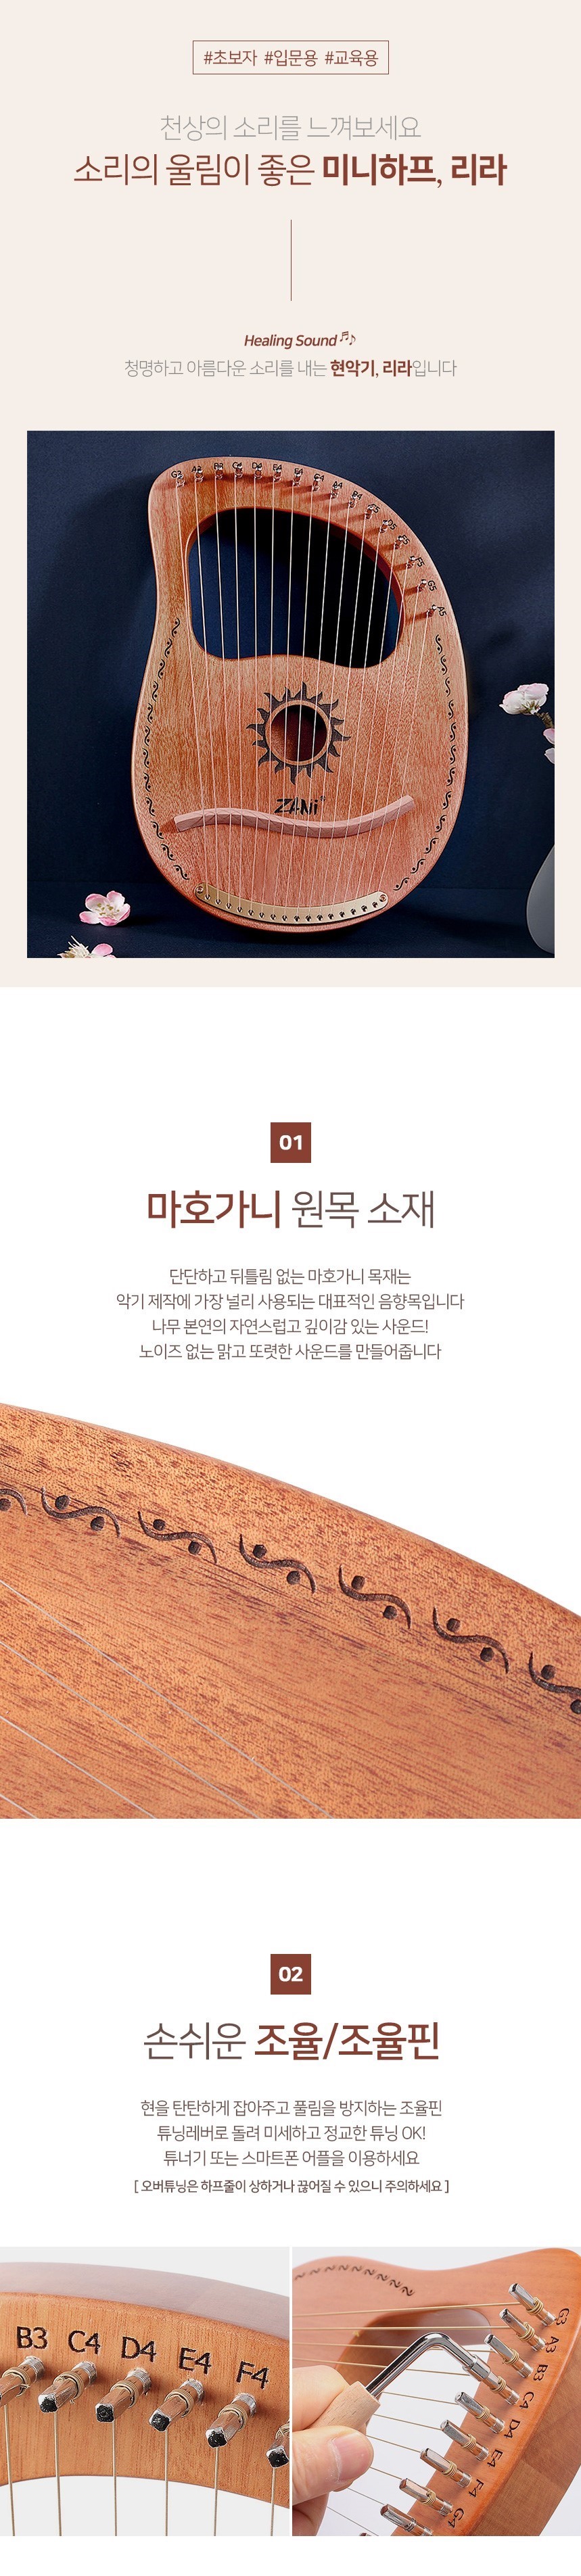 #초보자 #입문용 #교육용
천상의 소리를 느껴보세요
소리의 울림이 좋은 미니하프, 리라
Healing Sound
청명하고 아름다운 소리를 내는 현악기, 리라입니다
G3 A3 B3 C4 D4 E4 F4 G4 A4 B4 C5 D5 E5 F5 G5 A5
ZANi
01
마호가니 원목 소재
단단하고 뒤틀림 없는 마호가니 목재는
악기 제작에 가장 널리 사용되는 대표적인 음향목입니다
나무 본연의 자연스럽고 깊이감 있는 사운드!
노이즈 없는 맑고 또렷한 사운드를 만들어줍니다
02
손쉬운 조율/조율핀
현을 탄탄하게 잡아주고 풀림을 방지하는 조율핀
튜닝레버로 돌려 미세하고 정교한 튜닝 OK!
튜너기 또는 스마트폰 어플을 이용하세요
[ 오버튜닝은 하프줄이 상하거나 끊어질 수 있으니 주의하세요 ]
B3 C4 D4 E4 F4
G3 A3 B3 C4 D4 E4 F4 G4